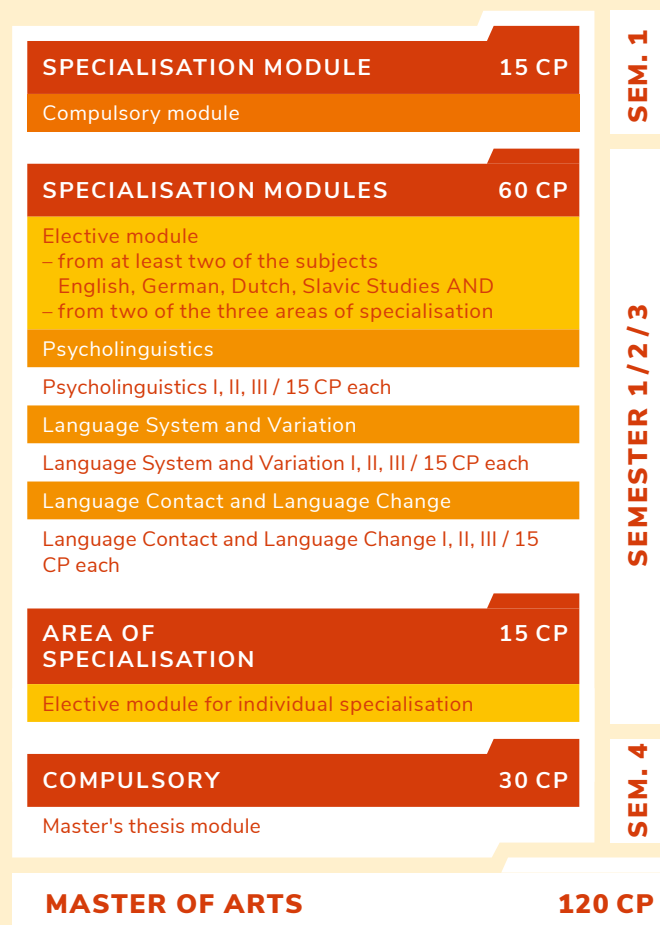 SPECIALISATION MODULE 15 CP
Compulsory module
SEM. 1
SPECIALISATION MODULES 60 CP
Elective module
– from at least two of the subjects
English, German, Dutch, Slavic Studies AND
– from two of the three areas of specialisation
Psycholinguistics
Psycholinguistics I, II, III / 15 CP each
Language System and Variation
Language System and Variation I, II, III / 15 CP each
Language Contact and Language Change
Language Contact and Language Change I, II, III / 15
CP each
AREA OF 15 CP
SPECIALISATION
Elective module for individual specialisation
SEMESTER 1/2/3
COMPULSORY 30 CP
Master's thesis module
SEM. 4
MASTER OF ARTS 120 CP